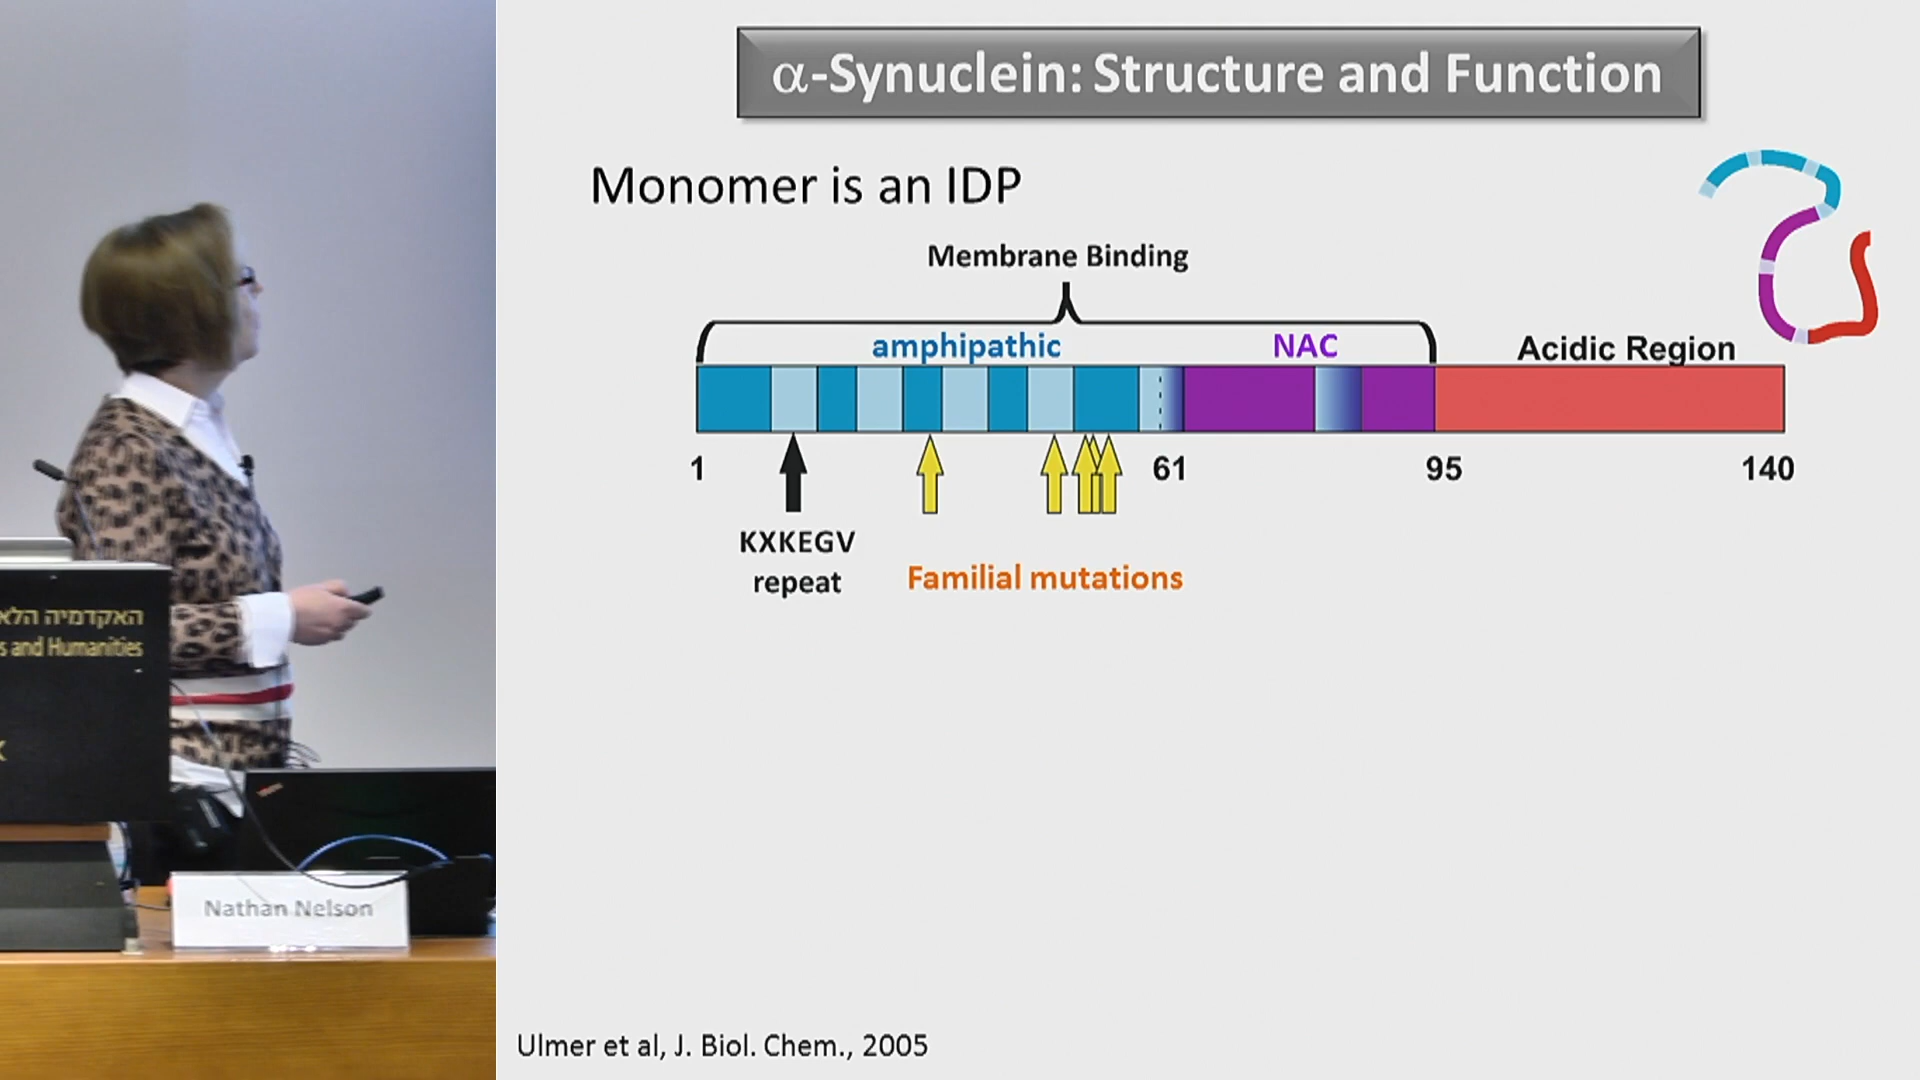 α-Synuclein: Structure and Function
Monomer is an IDP
Membrane Binding
amphipathic
NAC
Acidic Region
1
61
95
140
KXKEGV
repeat
Familial mutations
Ulmer et al, J. Biol. Chem., 2005
האקדמיה
s and Humanities
K
Nathan Nelson